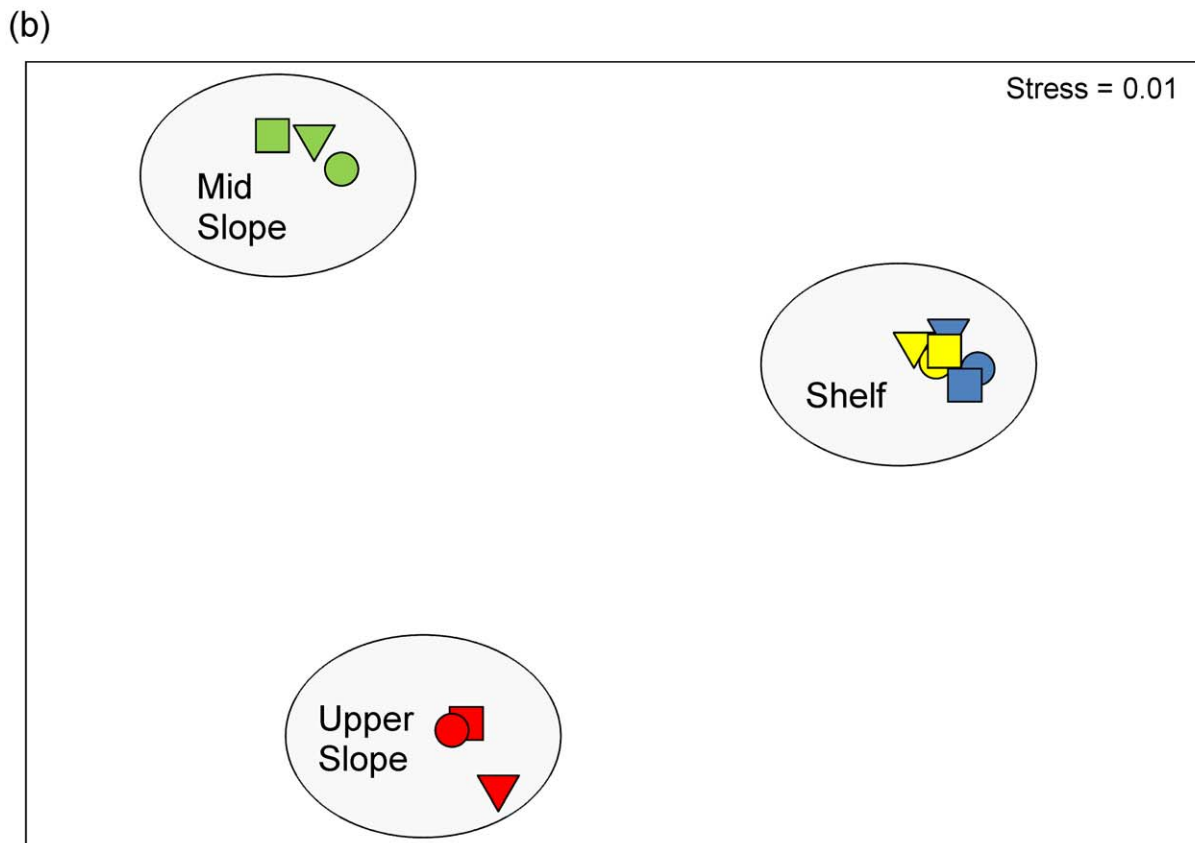 (b)
Stress = 0.01
Mid
Slope
Shelf
Upper
Slope